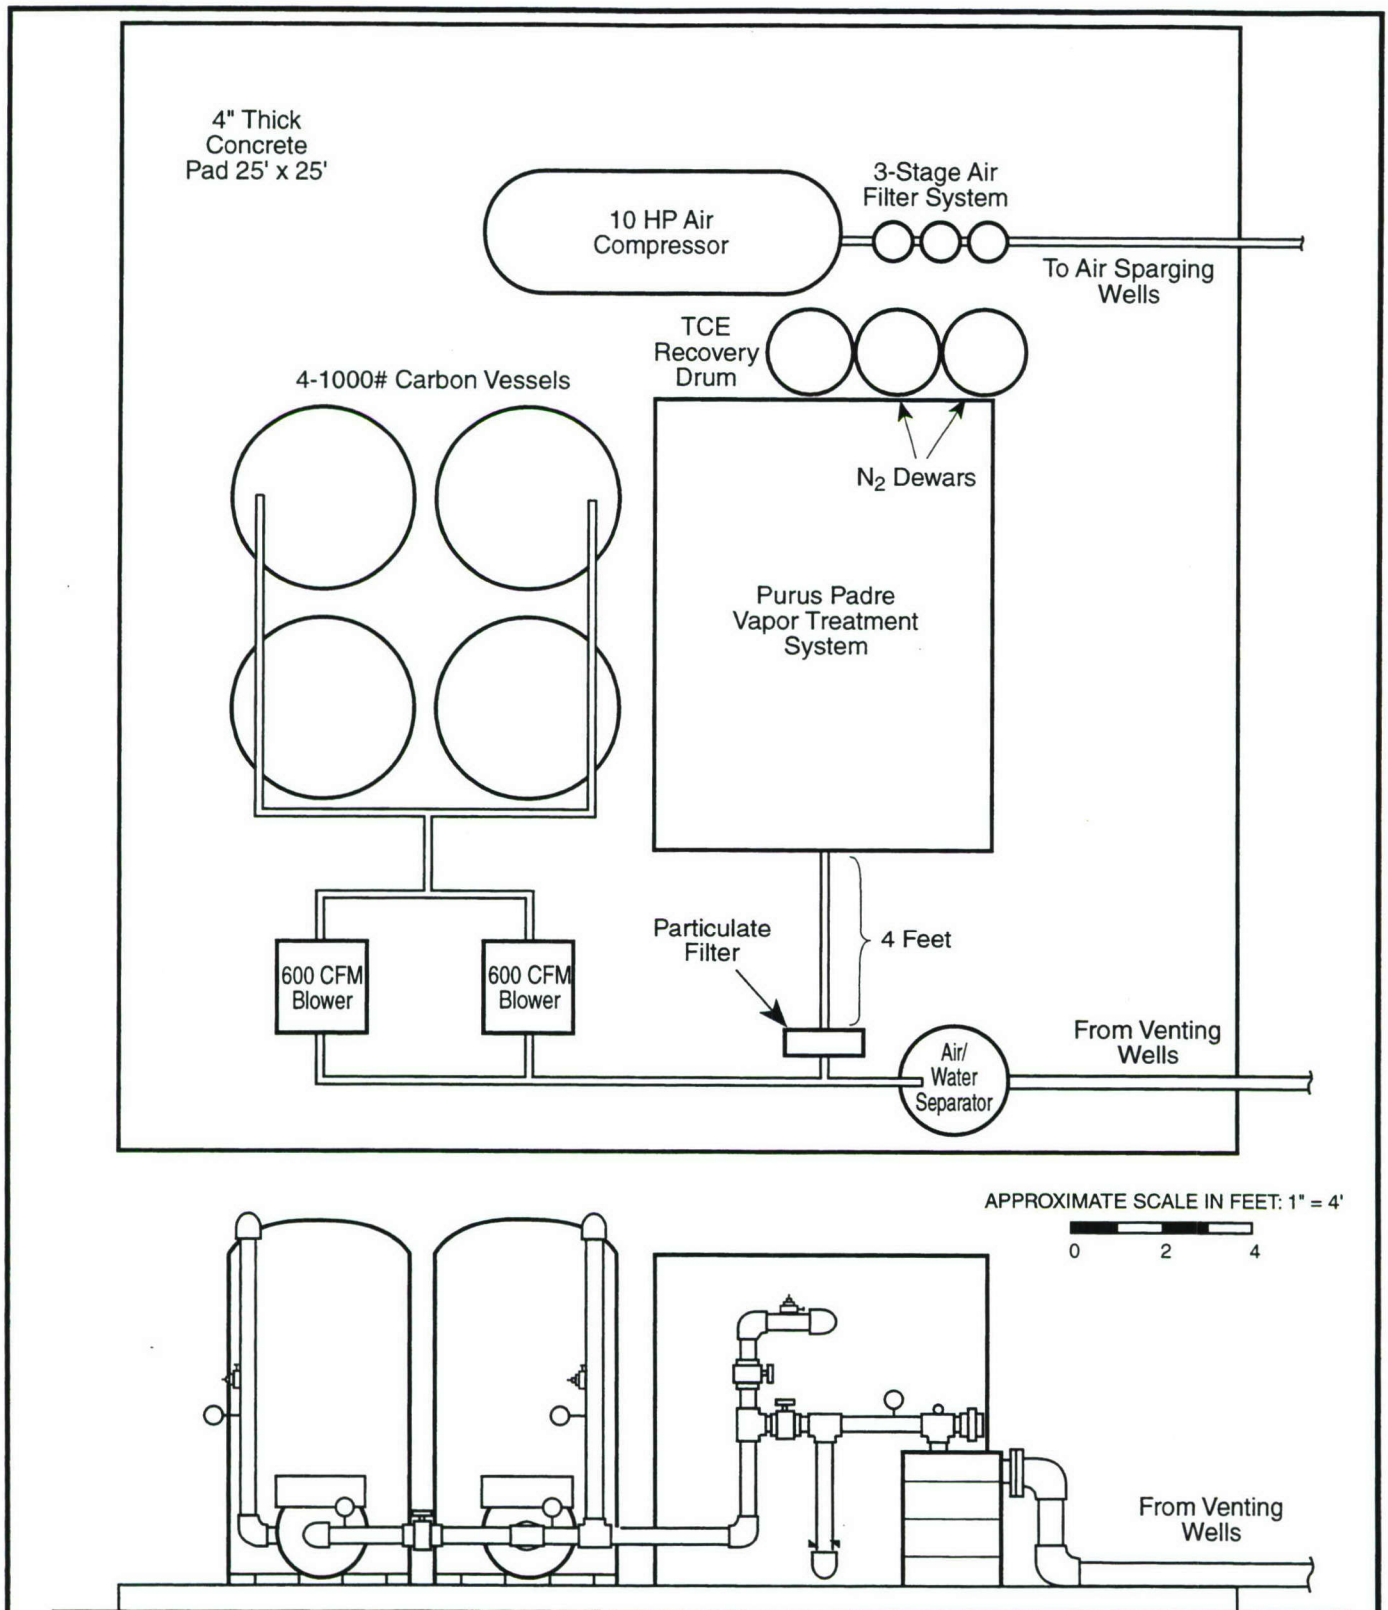 4" Thick
Concrete
Pad 25' x 25'
3-Stage Air
Filter System
10 HP Air
Compressor
To Air Sparging
Wells
TCE
Recovery
Drum
4-1000# Carbon Vessels
N₂ Dewars
Purus Padre
Vapor Treatment
System
Particulate
Filter
4 Feet
600 CFM
Blower
600 CFM
Blower
From Venting
Wells
Air/
Water
Separator
APPROXIMATE SCALE IN FEET: 1" = 4'
0 2 4
From Venting
Wells